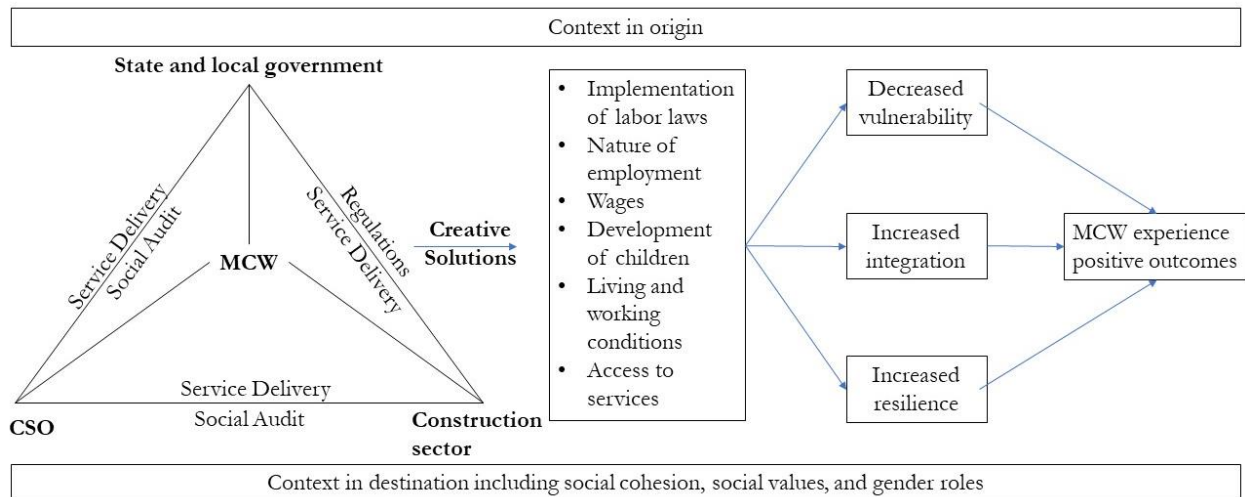 Context in origin
State and local government
Service Delivery
Social Audit
MCW
Regulations
Service Delivery
Service Delivery
Social Audit
CSO
Construction
sector
Creative
Solutions
• Implementation
of labor laws
• Nature of
employment
• Wages
• Development
of children
• Living and
working
conditions
• Access to
services
Decreased
vulnerability
Increased
integration
Increased
resilience
MCW experience
positive outcomes
Context in destination including social cohesion, social values, and gender roles